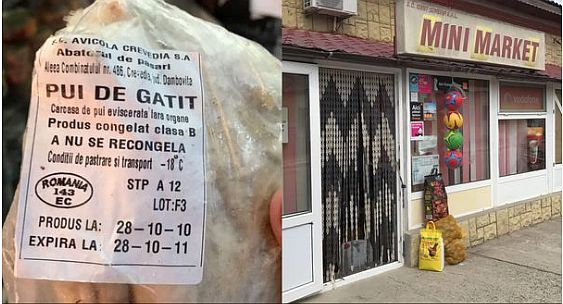 S.C. AVICOLA CREVEDIA S.A
Abatorul de pasari
Aleea Combinatului nr. 486, Crevedia, jud. Dambovita
PUI DE GATIT
Carcasa de pui eviscerata fara organe
Produs congelat clasa B
A NU SE RECONGELA
Conditii de pastrare si transport -18°C
ROMANIA
143
EC
STP A 12
LOT:F3
PRODUS LA: 28-10-10
EXPIRA LA: 28-10-11
MINI MARKET
vodafone